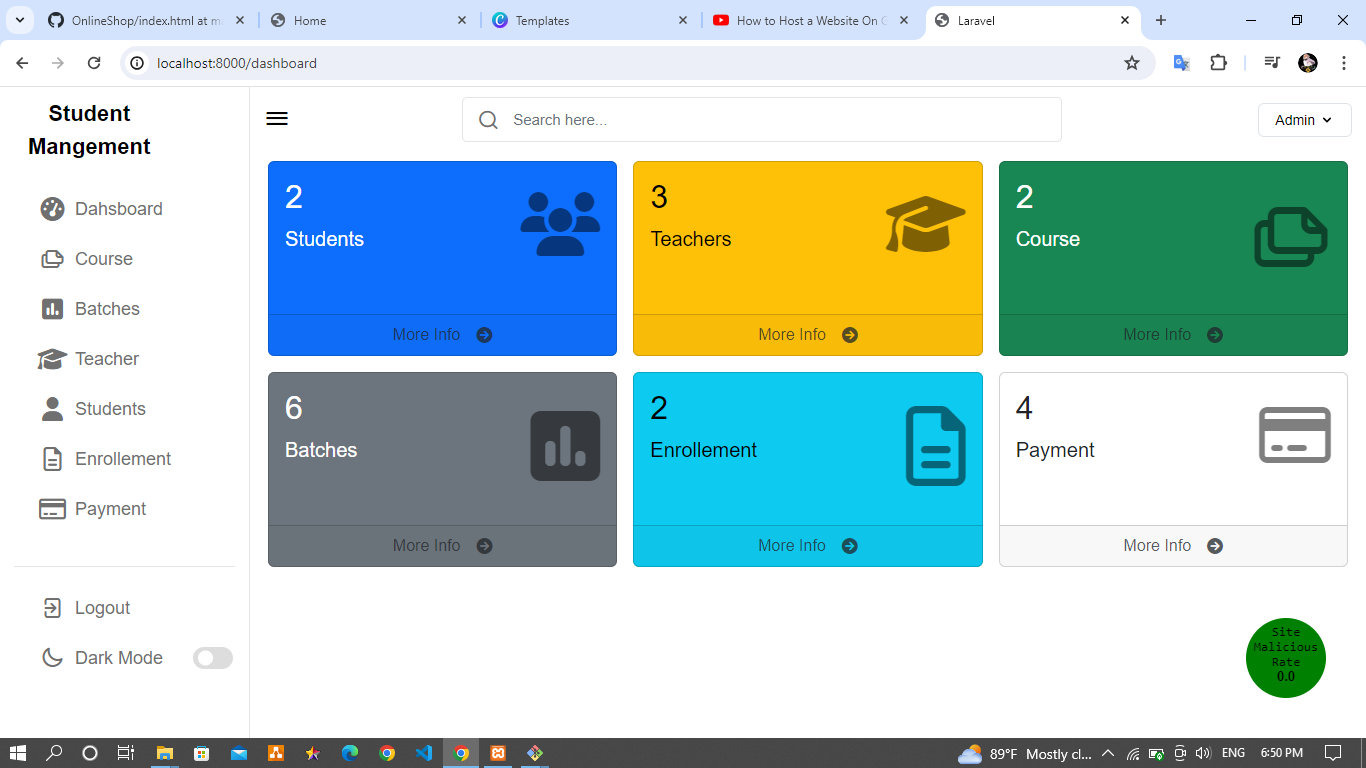 OnlineShop/index.html at ma
Home
Templates
How to Host a Website On G
Laravel
localhost:8000/dashboard
Student
Mangement
Search here...
Admin
Dahsboard
Course
Batches
Teacher
Students
Enrollement
Payment
Logout
Dark Mode
2
Students
More Info
3
Teachers
More Info
2
Course
More Info
6
Batches
More Info
2
Enrollement
More Info
4
Payment
More Info
Site
Malicious
Rate
0.0
89°F Mostly cl...
ENG
6:50 PM